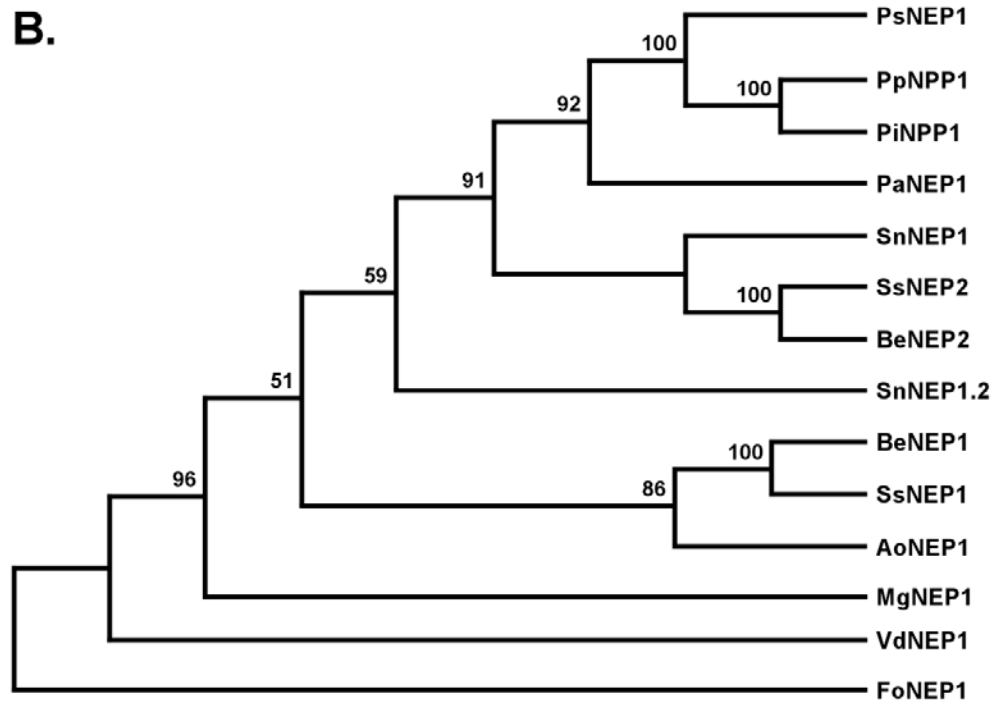 B.
PsNEP1
100
PpNPP1
100
PiNPP1
92
PaNEP1
91
SnNEP1
SsNEP2
100
BeNEP2
59
SnNEP1.2
51
BeNEP1
100
SsNEP1
86
AoNEP1
96
MgNEP1
VdNEP1
FoNEP1